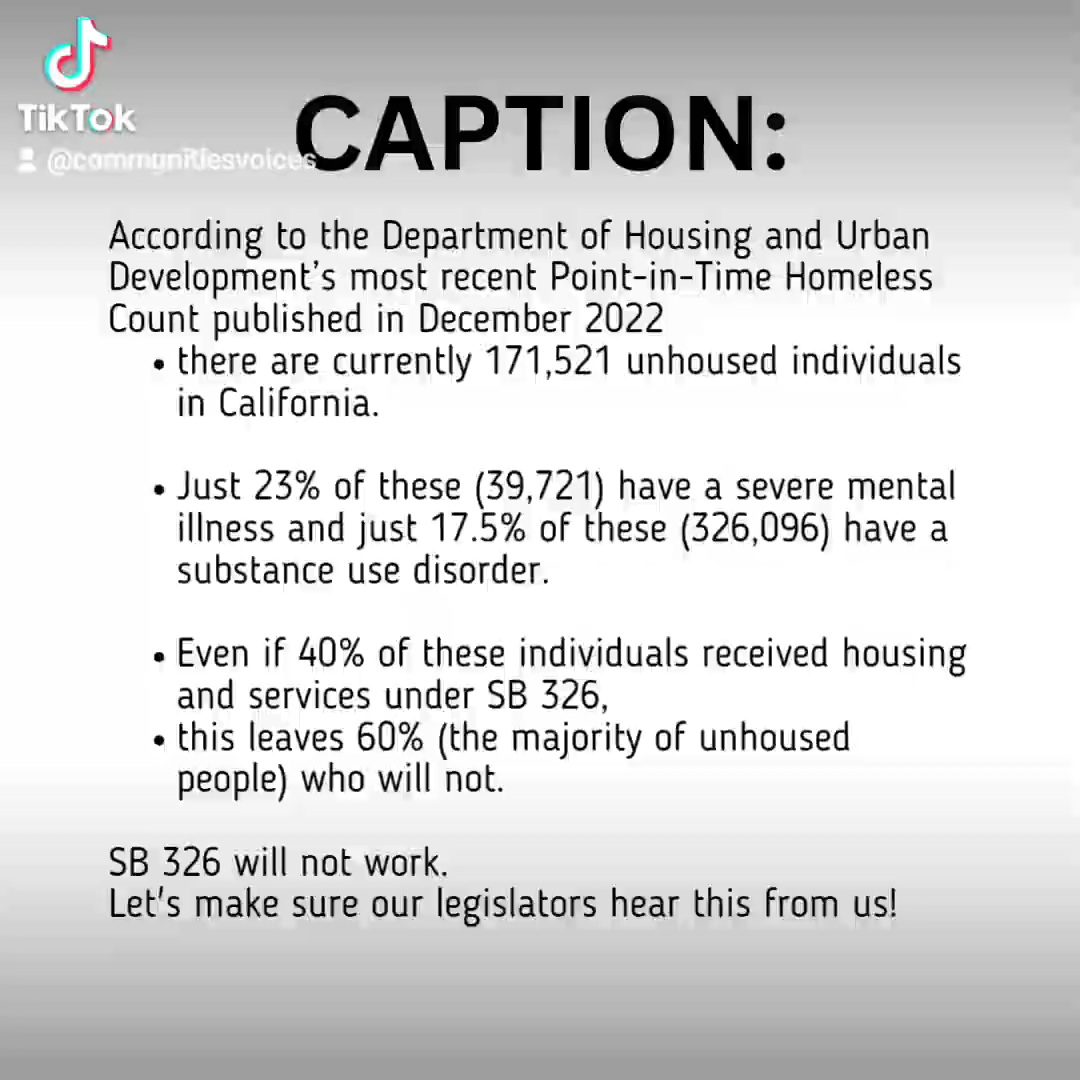 TikTok
@communitiesvoices
CAPTION:
According to the Department of Housing and Urban
Development’s most recent Point-in-Time Homeless
Count published in December 2022
• there are currently 171,521 unhoused individuals
in California.
• Just 23% of these (39,721) have a severe mental
illness and just 17.5% of these (326,096) have a
substance use disorder.
• Even if 40% of these individuals received housing
and services under SB 326,
• this leaves 60% (the majority of unhoused
people) who will not.
SB 326 will not work.
Let's make sure our legislators hear this from us!